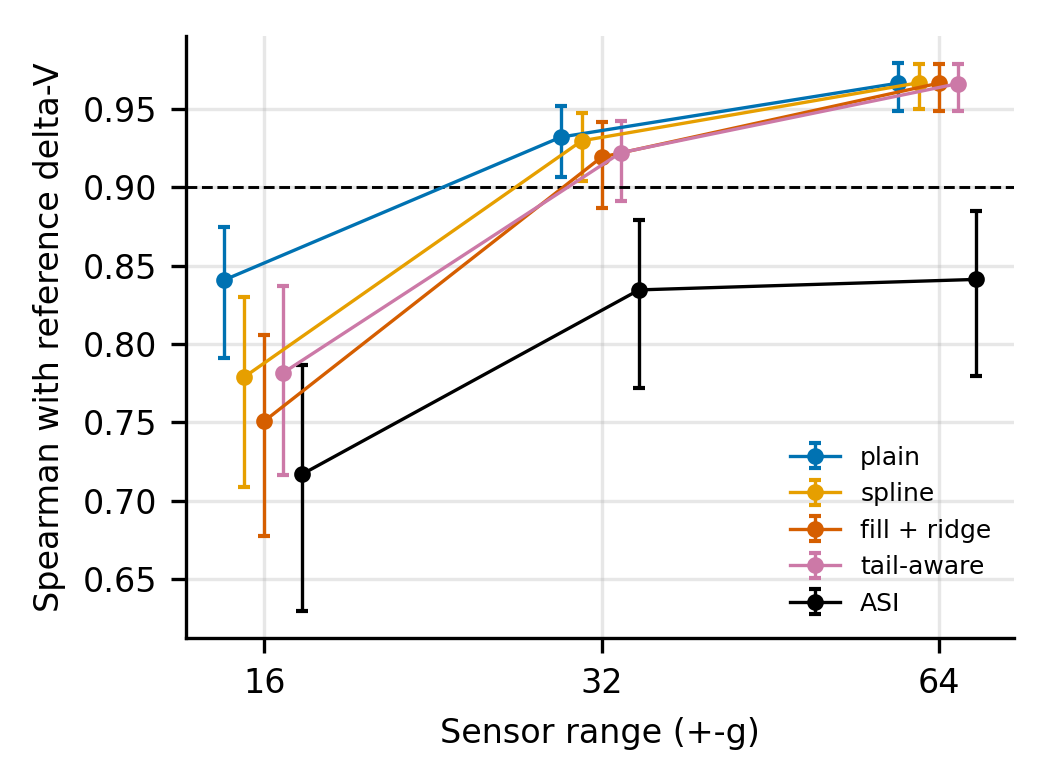 Spearman with reference delta-V
0.95
0.90
0.85
0.80
0.75
0.70
0.65
plain
spline
fill + ridge
tail-aware
ASI
16
32
64
Sensor range (+-g)